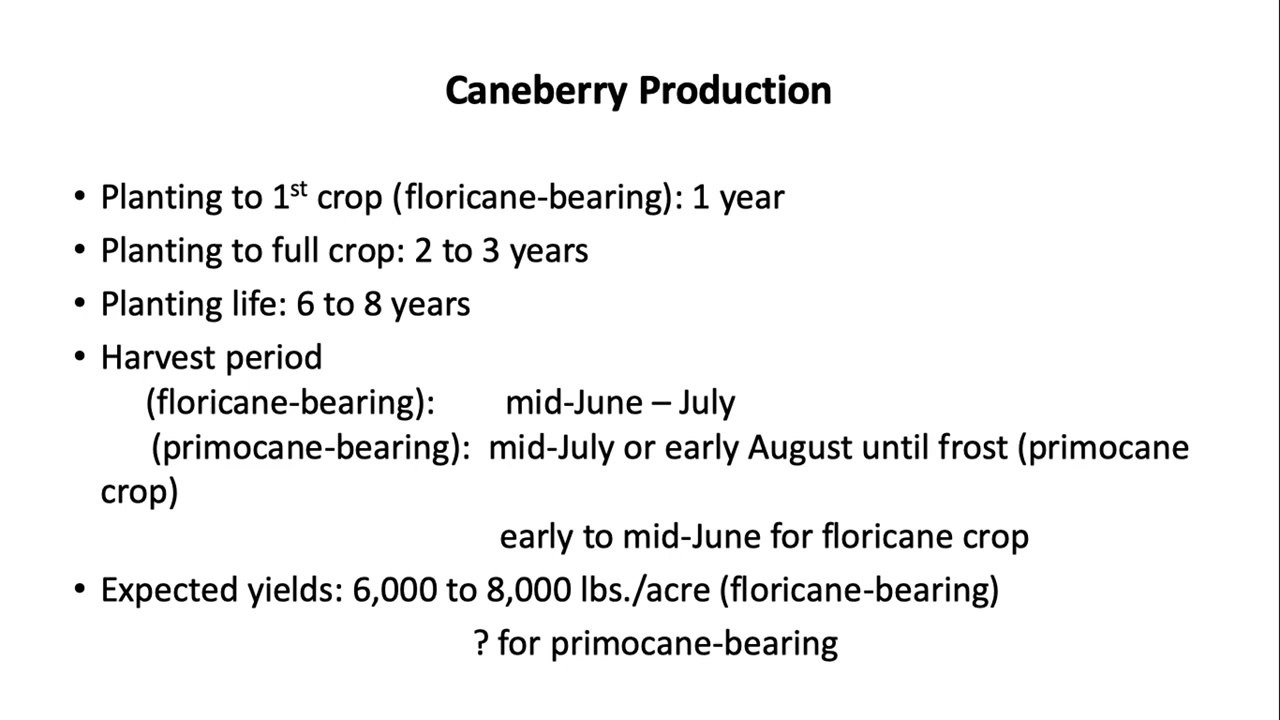 Caneberry Production
• Planting to 1st crop (floricane-bearing): 1 year
• Planting to full crop: 2 to 3 years
• Planting life: 6 to 8 years
• Harvest period
(floricane-bearing): mid-June – July
(primocane-bearing): mid-July or early August until frost (primocane
crop)
early to mid-June for floricane crop
• Expected yields: 6,000 to 8,000 lbs./acre (floricane-bearing)
? for primocane-bearing